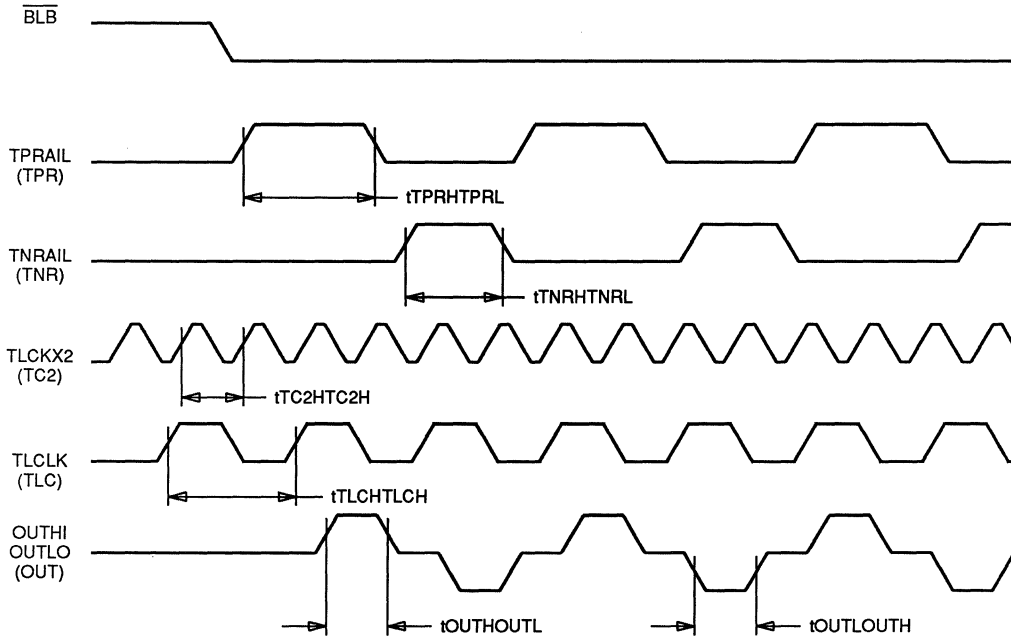 BLB
TPRAIL
(TPR)
tTPRHTPRL
TNRAIL
(TNR)
tTNRHTNRL
TLCKX2
(TC2)
tTC2HTC2H
TLCLK
(TLC)
tTLCHTLCH
OUTHI
OUTLO
(OUT)
tOUTHOUTL
tOUTLOUTH